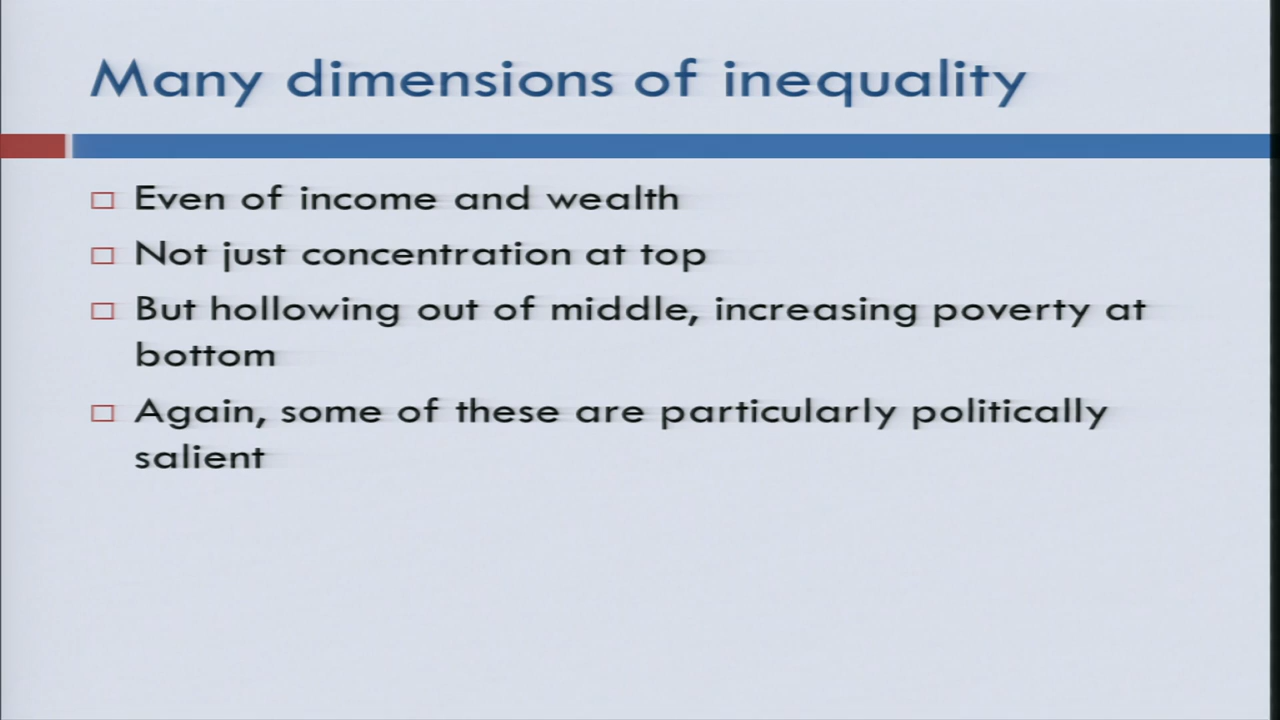 Many dimensions of inequality
Even of income and wealth
Not just concentration at top
But hollowing out of middle, increasing poverty at
bottom
Again, some of these are particularly politically
salient